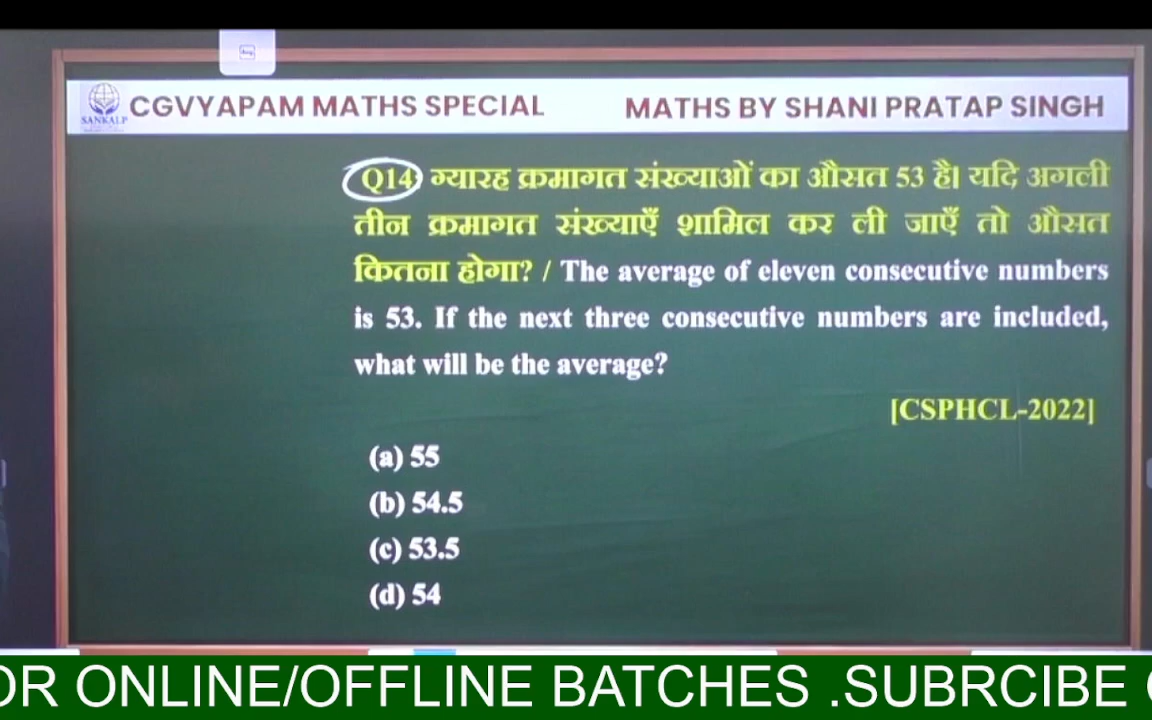 SANKALP
CGVYAPAM MATHS SPECIAL
MATHS BY SHANI PRATAP SINGH
Q14 ग्यारह क्रमागत संख्याओं का औसत 53 है। यदि अगली
तीन क्रमागत संख्याएँ शामिल कर ली जाएँ तो औसत
कितना होगा? / The average of eleven consecutive numbers
is 53. If the next three consecutive numbers are included,
what will be the average?
[CSPHCL-2022]
(a) 55
(b) 54.5
(c) 53.5
(d) 54
OR ONLINE/OFFLINE BATCHES .SUBRCIBE